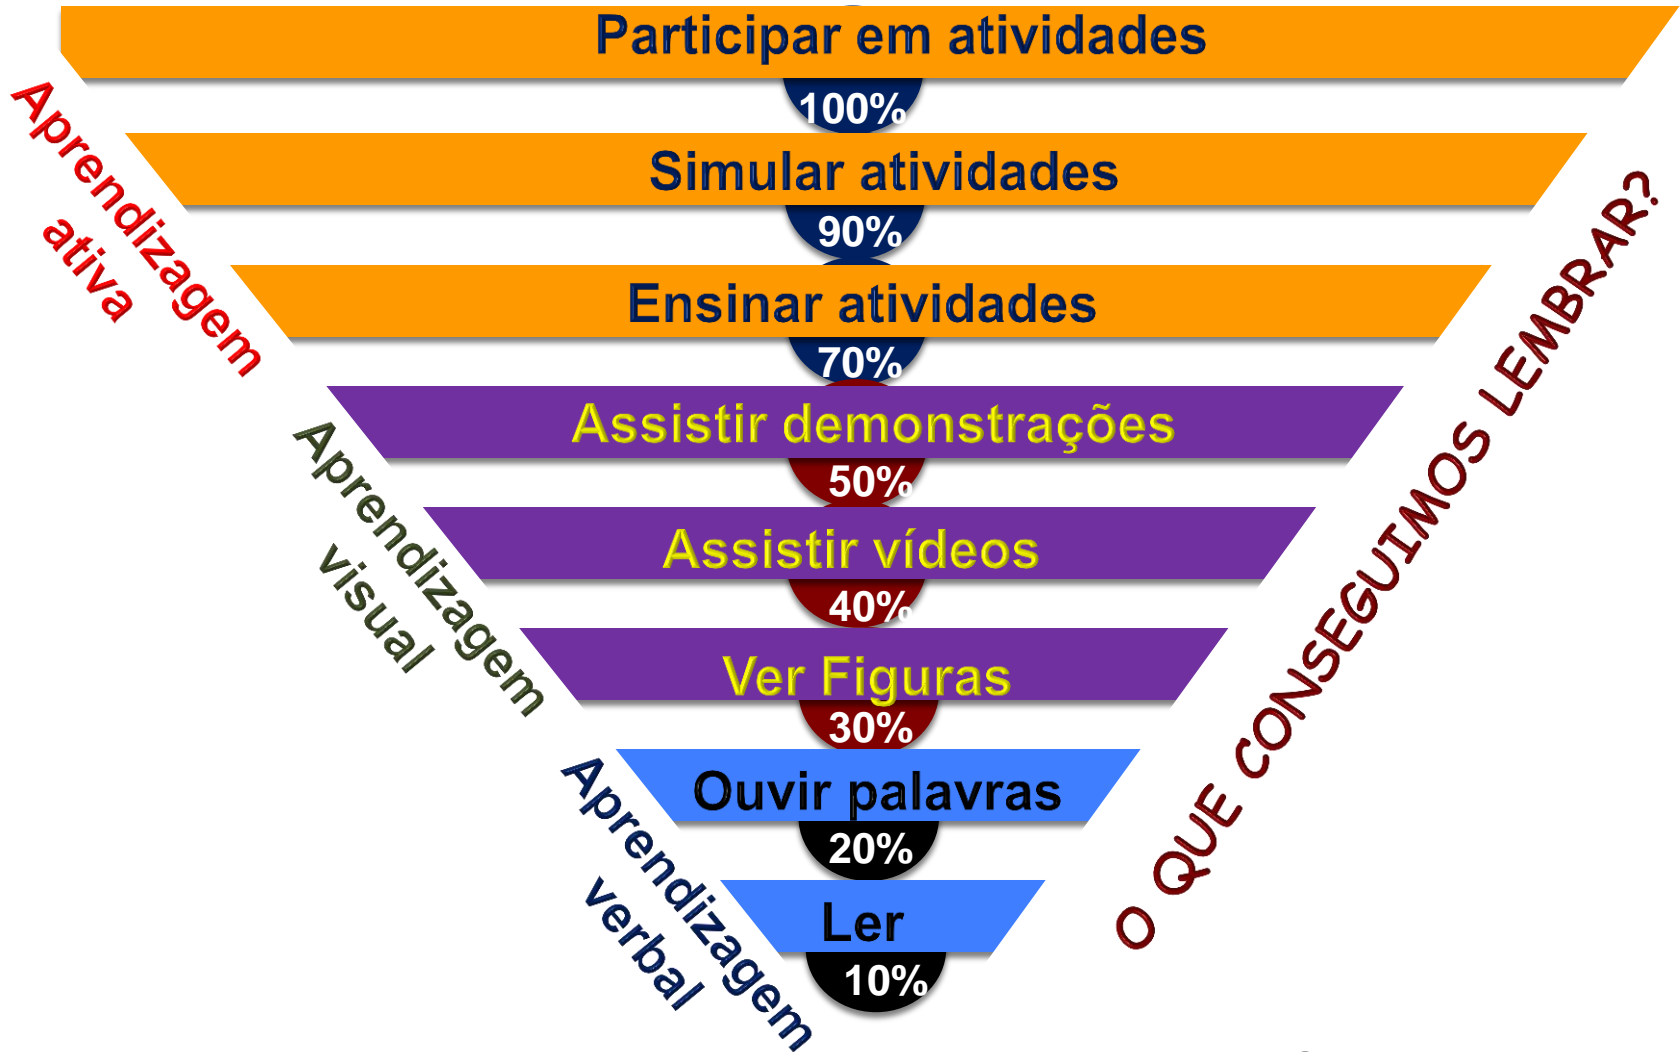 Participar em atividades
100%
Simular atividades
90%
Ensinar atividades
70%
Assistir demonstrações
50%
Assistir vídeos
40%
Ver Figuras
30%
Ouvir palavras
20%
Ler
10%
Aprendizagem
ativa
Aprendizagem
visual
Aprendizagem
verbal
O QUE CONSEGUIMOS LEMBRAR?